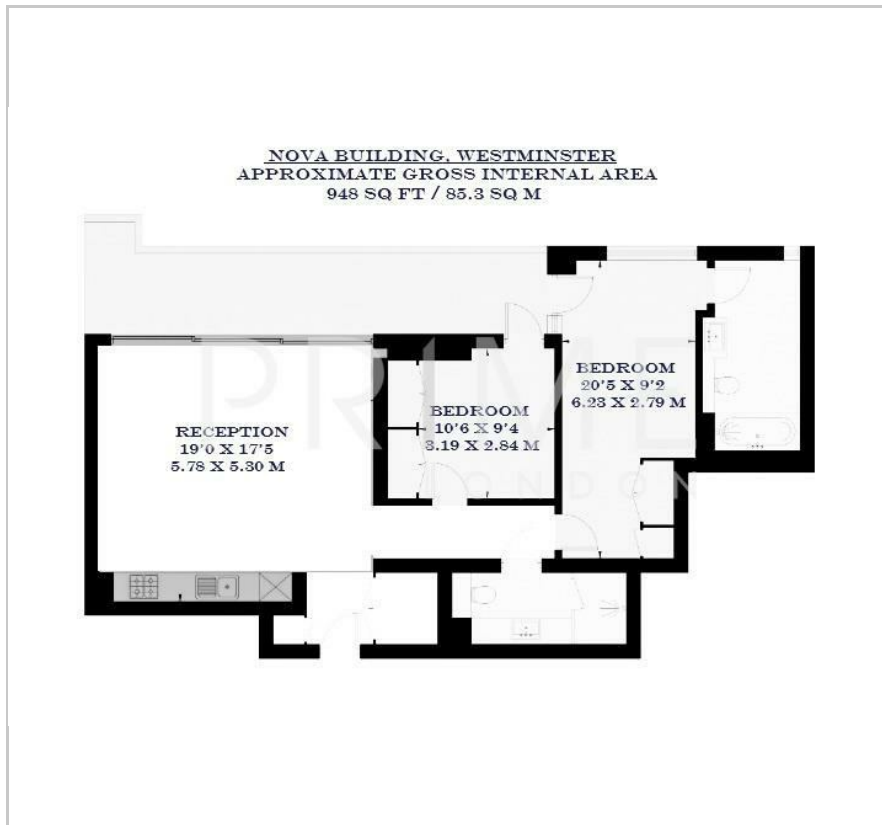 NOVA BUILDING, WESTMINSTER
APPROXIMATE GROSS INTERNAL AREA
948 SQ FT / 85.3 SQ M
PRIME
LONDON
RECEPTION
19'0 X 17'5
5.78 X 5.30 M
BEDROOM
10'6 X 9'4
3.19 X 2.84 M
BEDROOM
20'5 X 9'2
6.23 X 2.79 M